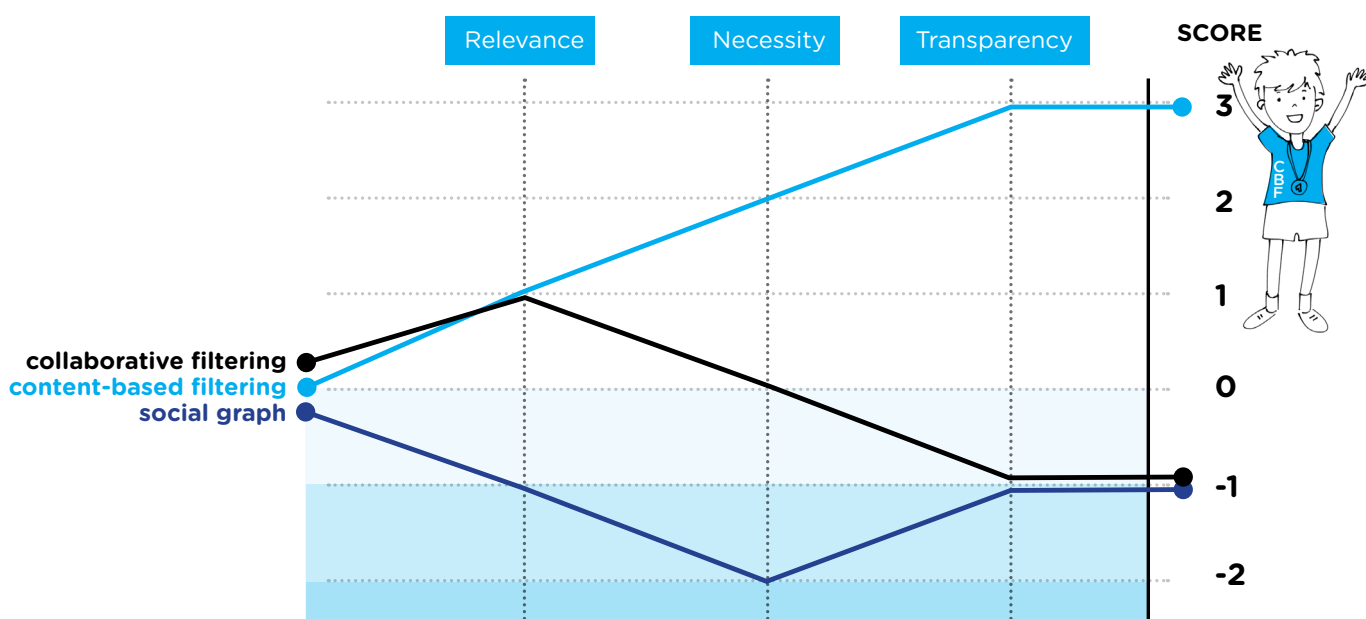 Relevance
Necessity
Transparency
SCORE
3
CBF
2
1
collaborative filtering
content-based filtering
0
social graph
-1
-2